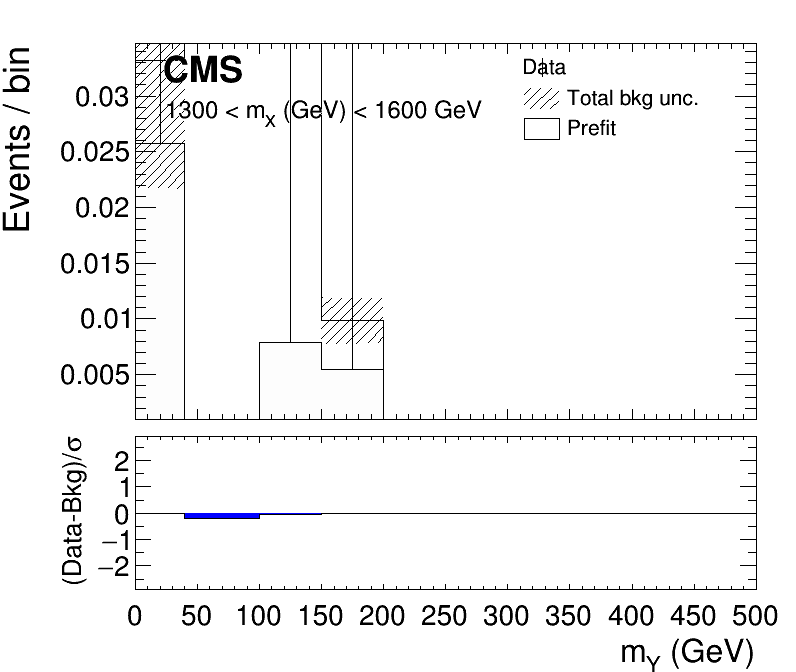 CMS
1300 < mX (GeV) < 1600 GeV
Data
Total bkg unc.
Prefit
Events / bin
0.03
0.025
0.02
0.015
0.01
0.005
(Data-Bkg)/σ
2
1
0
−1
−2
0 50 100 150 200 250 300 350 400 450 500
mY (GeV)